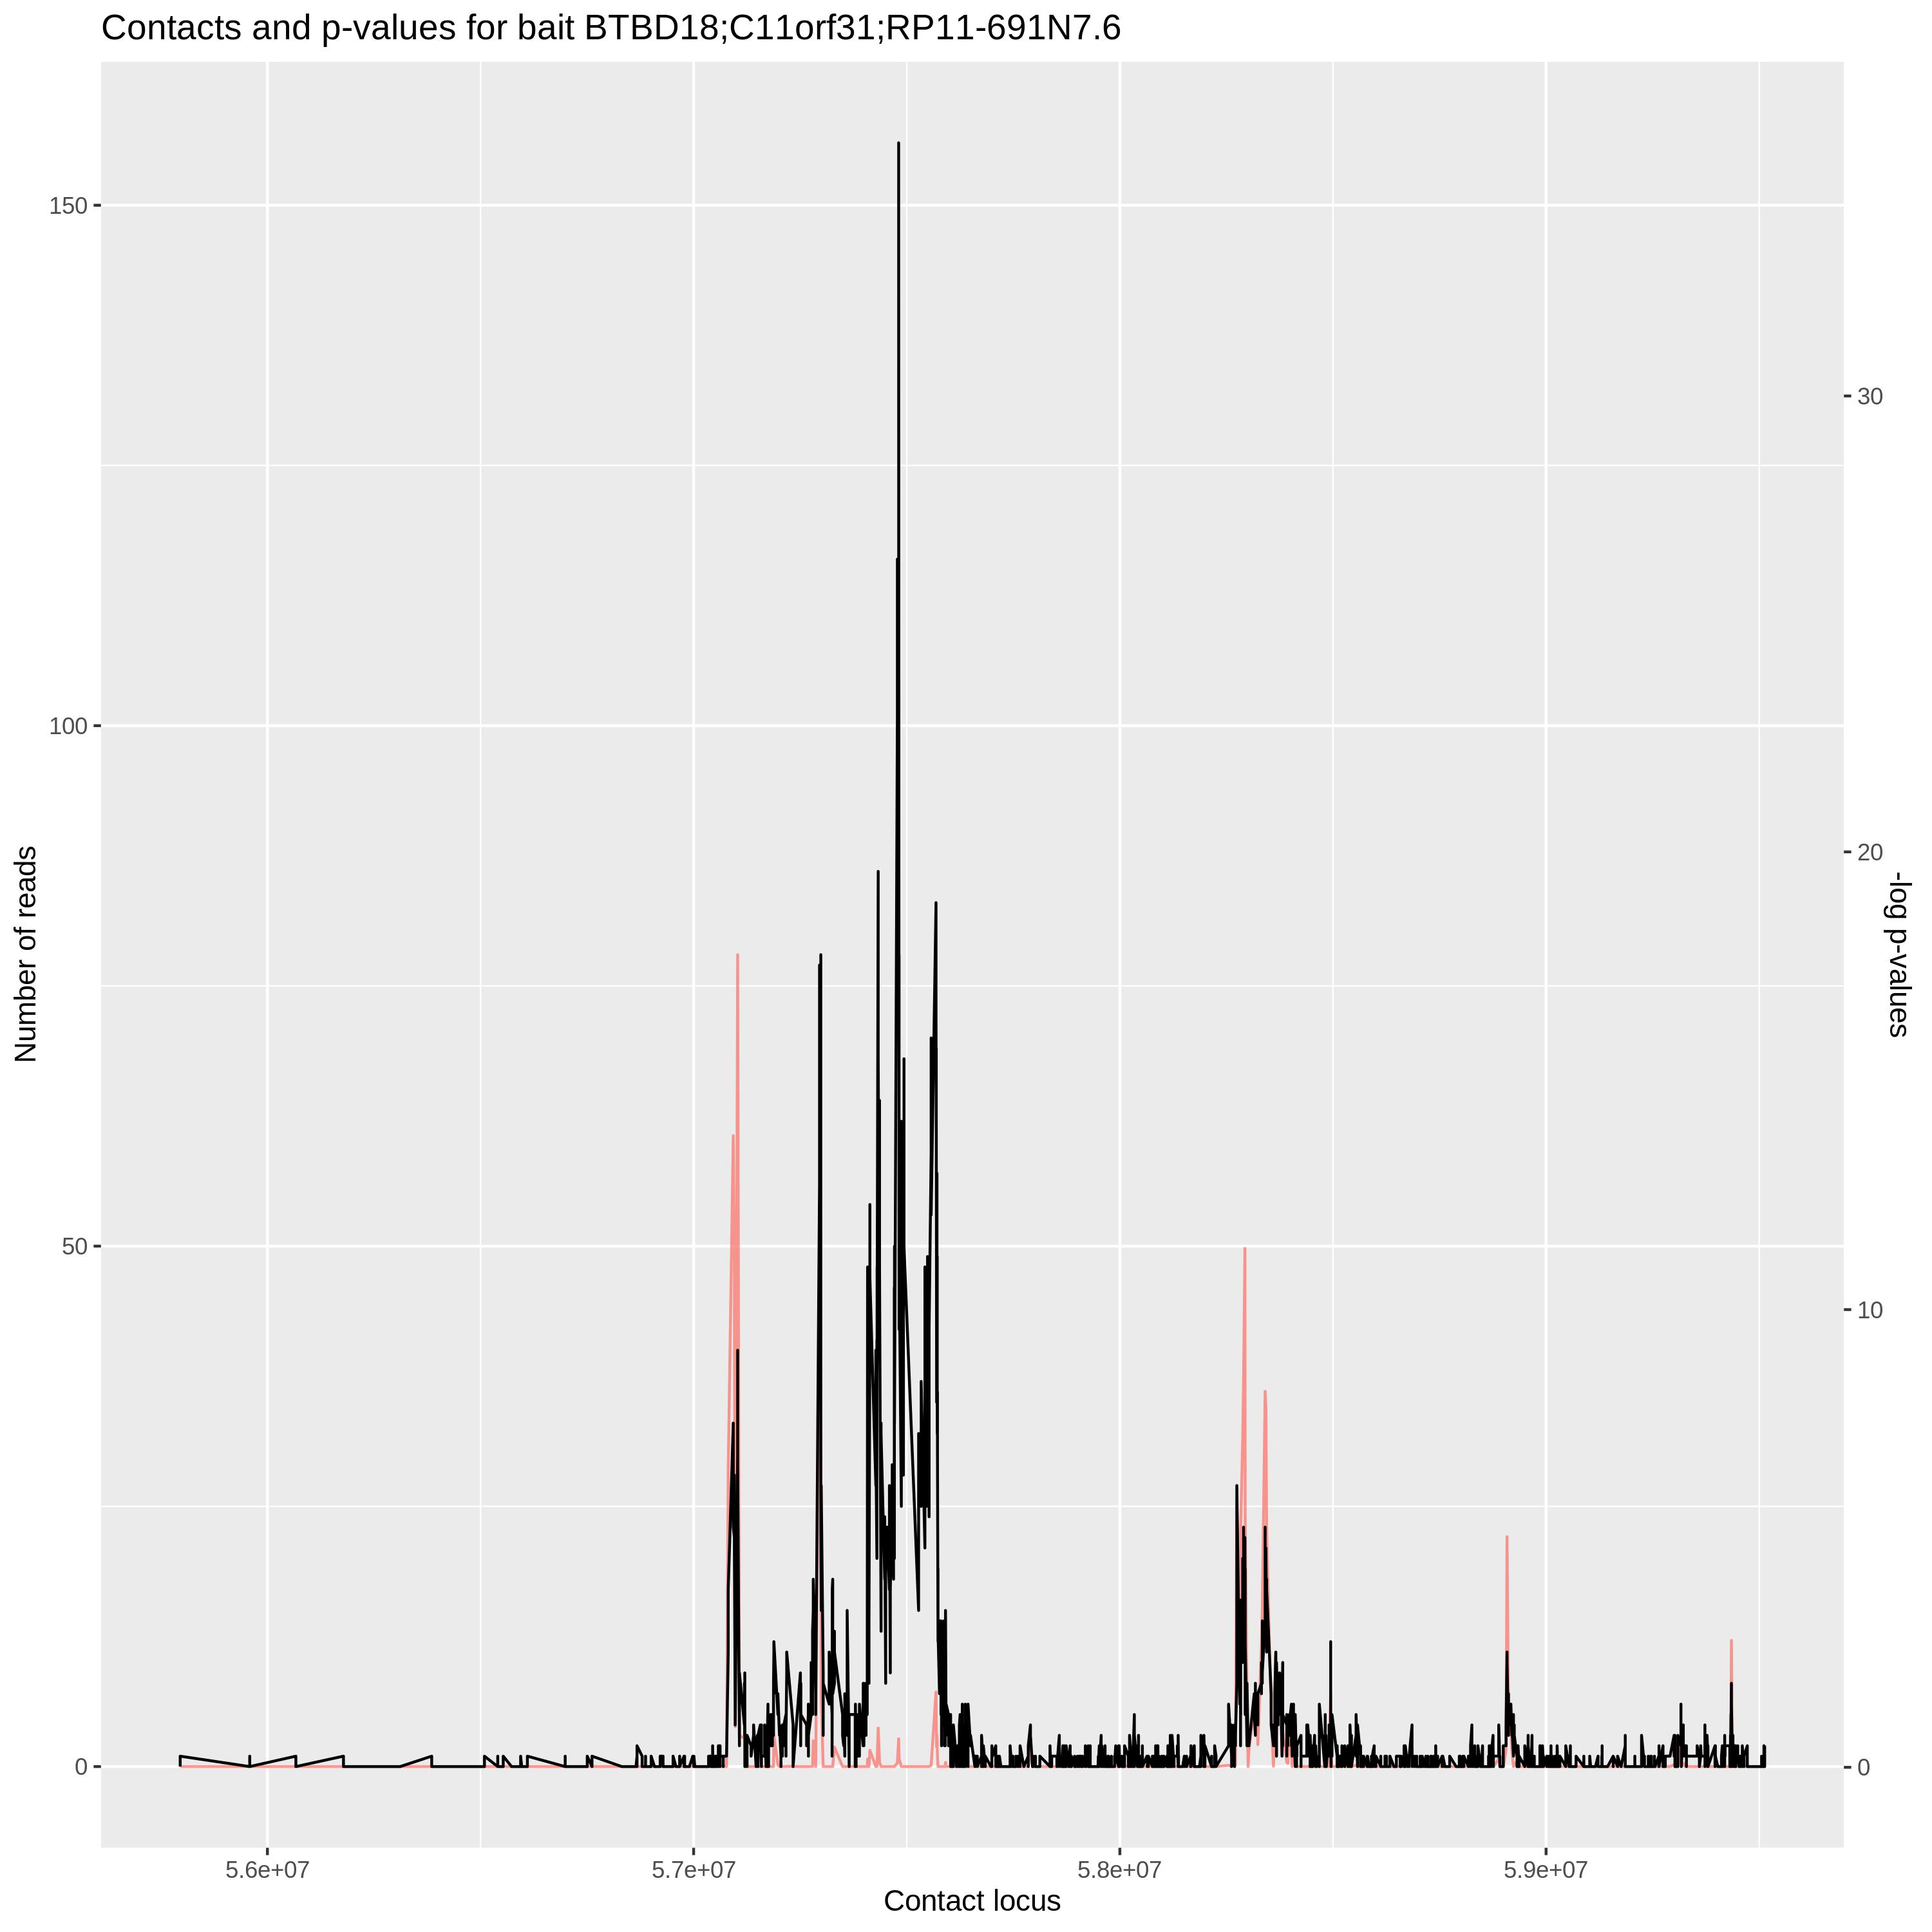 Contacts and p-values for bait BTBD18;C11orf31;RP11-691N7.6
150
100
50
0
Number of reads
30
20
10
0
-log p-values
5.6e+07
5.7e+07
5.8e+07
5.9e+07
Contact locus